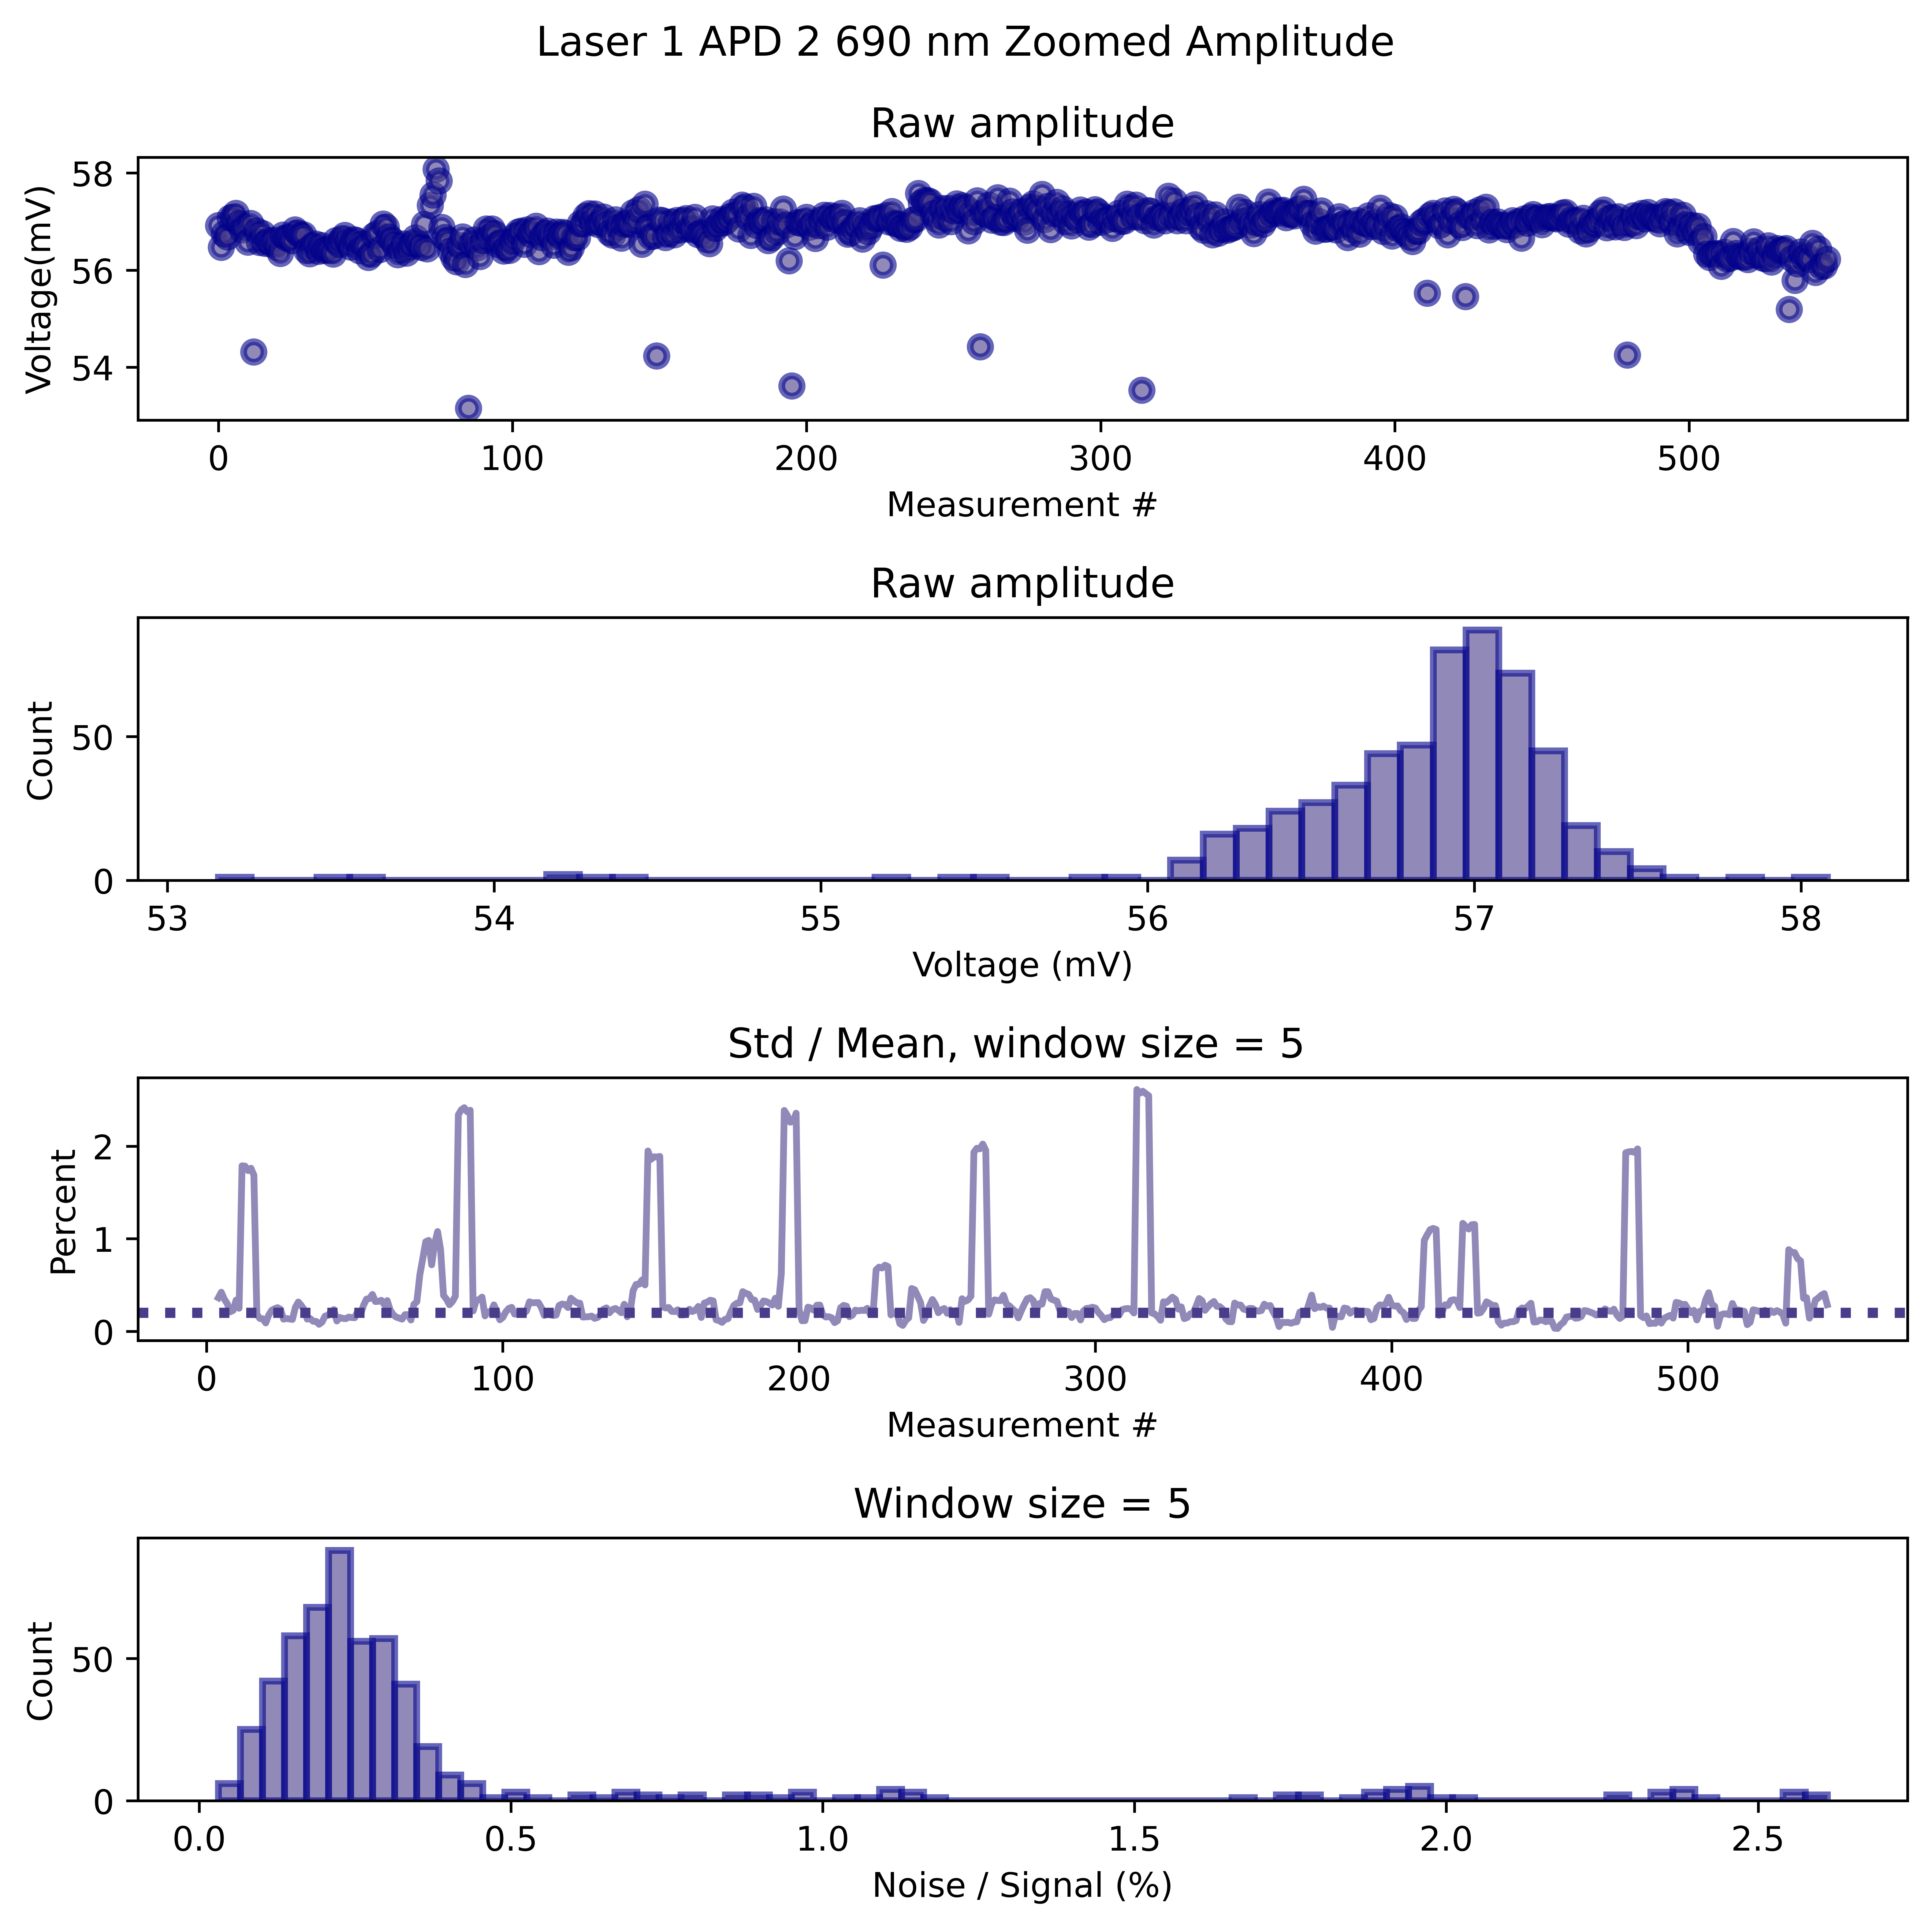 Laser 1 APD 2 690 nm Zoomed Amplitude
Raw amplitude
Voltage(mV)
58
56
54
0 100 200 300 400 500
Measurement #
Raw amplitude
Count
50
0
53 54 55 56 57 58
Voltage (mV)
Std / Mean, window size = 5
Percent
2
1
0
0 100 200 300 400 500
Measurement #
Window size = 5
Count
50
0
0.0 0.5 1.0 1.5 2.0 2.5
Noise / Signal (%)